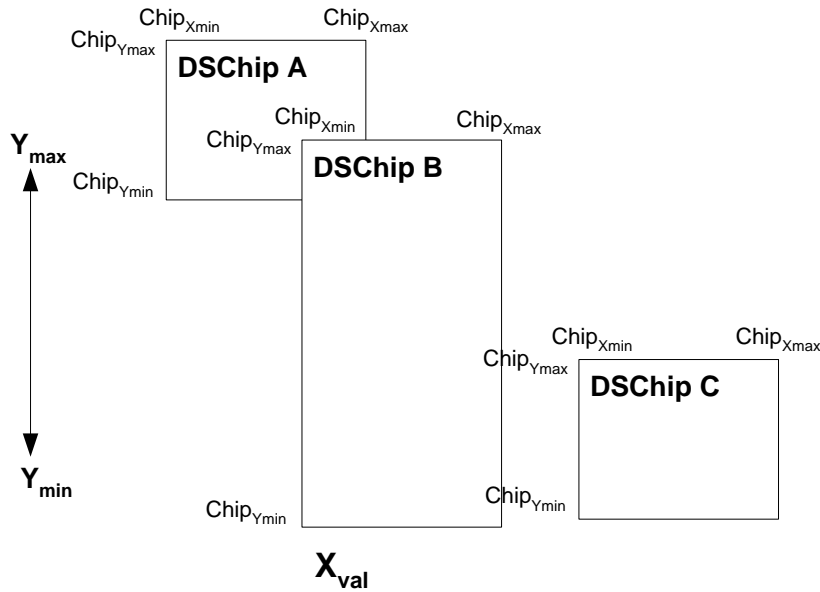 Chip_Xmin Chip_Xmax
Chip_Ymax
DSChip A
Chip_Xmin Chip_Xmax
Y_max
Chip_Ymax
DSChip B
Chip_Ymin
Chip_Xmin Chip_Xmax
Chip_Ymax
DSChip C
Y_min
Chip_Ymin
Chip_Ymin
X_val